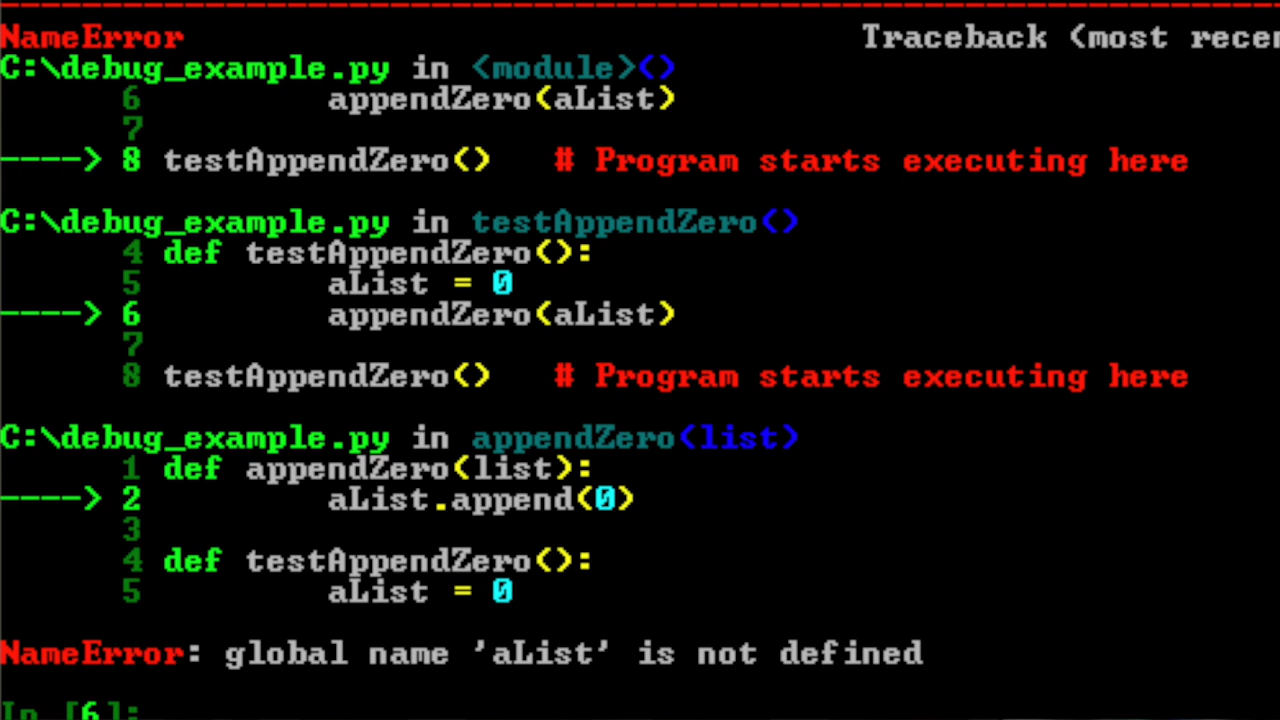 NameError Traceback (most recen
C:\debug_example.py in <module>()
6 appendZero(aList)
7
----> 8 testAppendZero() # Program starts executing here
C:\debug_example.py in testAppendZero()
4 def testAppendZero():
5 aList = 0
----> 6 appendZero(aList)
7
8 testAppendZero() # Program starts executing here
C:\debug_example.py in appendZero(list)
1 def appendZero(list):
----> 2 aList.append(0)
3
4 def testAppendZero():
5 aList = 0
NameError: global name 'aList' is not defined
In [6]: